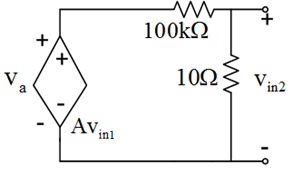 +
100kΩ
+
+
10Ω
v_a
v_in2
-
-
Av_in1
-